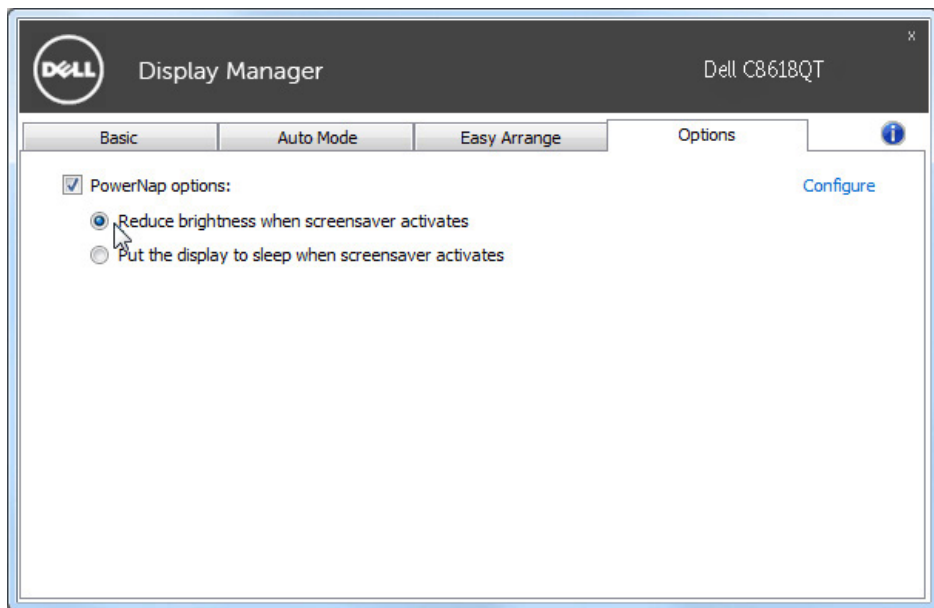 x
DELL Display Manager Dell C8618QT
Basic Auto Mode Easy Arrange Options i
PowerNap options: Configure
Reduce brightness when screensaver activates
Put the display to sleep when screensaver activates